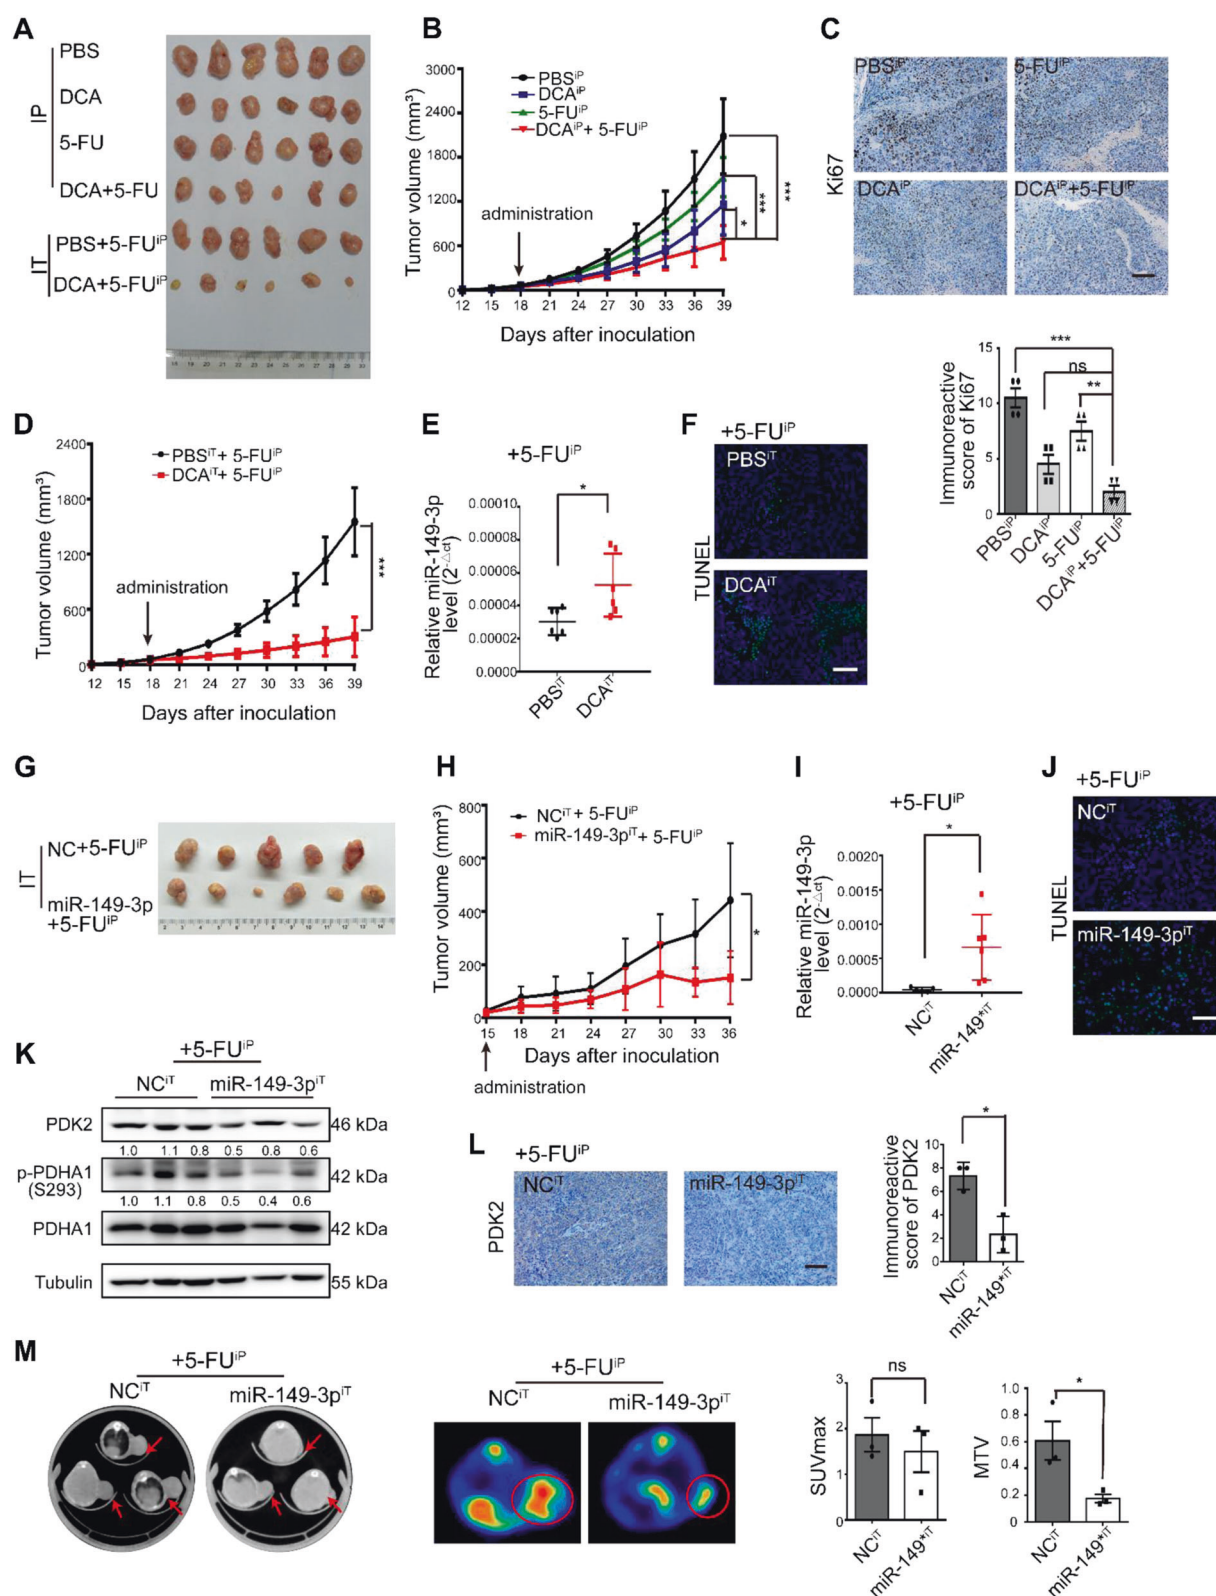 A
IP
PBS
DCA
5-FU
DCA+5-FU
IT
PBS+5-FUiP
DCA+5-FUiP
B
Tumor volume (mm³)
3000
2400
1800
1200
600
0
PBSiP
DCAiP
5-FUiP
DCAiP+ 5-FUiP
administration
***
***
*
12 15 18 21 24 27 30 33 36 39
Days after inoculation
C
Ki67
PBSiP
5-FUiP
DCAiP
DCAiP+5-FUiP
Immunoreactive
score of Ki67
15
10
5
0
***
ns
**
PBSiP
DCAiP
5-FUiP
DCAiP+5-FUiP
D
Tumor volume (mm³)
2400
1800
1200
600
0
PBSiT+ 5-FUiP
DCAiT+ 5-FUiP
administration
***
12 15 18 21 24 27 30 33 36 39
Days after inoculation
E
+5-FUiP
Relative miR-149-3p
level (2-△ct)
0.00010
0.00008
0.00006
0.00004
0.00002
0.0000
*
PBSiT
DCAiT
F
+5-FUiP
TUNEL
PBSiT
DCAiT
G
IT
NC+5-FUiP
miR-149-3p
+5-FUiP
H
Tumor volume (mm³)
800
600
400
200
0
NCiT+ 5-FUiP
miR-149-3piT+ 5-FUiP
*
15 18 21 24 27 30 33 36
Days after inoculation
administration
I
+5-FUiP
Relative miR-149-3p
level (2-△ct)
0.0020
0.0015
0.0010
0.0005
0.0000
*
NCiT
miR-149*iT
J
+5-FUiP
TUNEL
NCiT
miR-149-3piT
K
+5-FUiP
NCiT miR-149-3piT
PDK2 46 kDa
1.0 1.1 0.8 0.5 0.8 0.6
p-PDHA1
(S293)
42 kDa
1.0 1.1 0.8 0.5 0.4 0.6
PDHA1 42 kDa
Tubulin 55 kDa
L
+5-FUiP
PDK2
NCiT
miR-149-3piT
Immunoreactive
score of PDK2
10
8
6
4
2
0
*
NCiT
miR-149*iT
M
+5-FUiP
NCiT miR-149-3piT
+5-FUiP
NCiT miR-149-3piT
SUVmax
3
2
1
0
ns
NCiT
miR-149*iT
MTV
1.0
0.8
0.6
0.4
0.2
0
*
NCiT
miR-149*iT